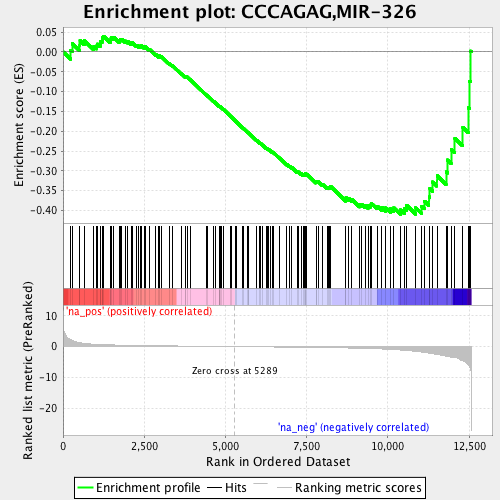 Enrichment plot: CCCAGAG,MIR-326
Enrichment score (ES)
0.05
0.00
-0.05
-0.10
-0.15
-0.20
-0.25
-0.30
-0.35
-0.40
'na_pos' (positively correlated)
Ranked list metric (PreRanked)
10
5
0
-5
-10
-15
-20
Zero cross at 5289
'na_neg' (negatively correlated)
0
2,500
5,000
7,500
10,000
12,500
Rank in Ordered Dataset
Enrichment profile
Hits
Ranking metric scores